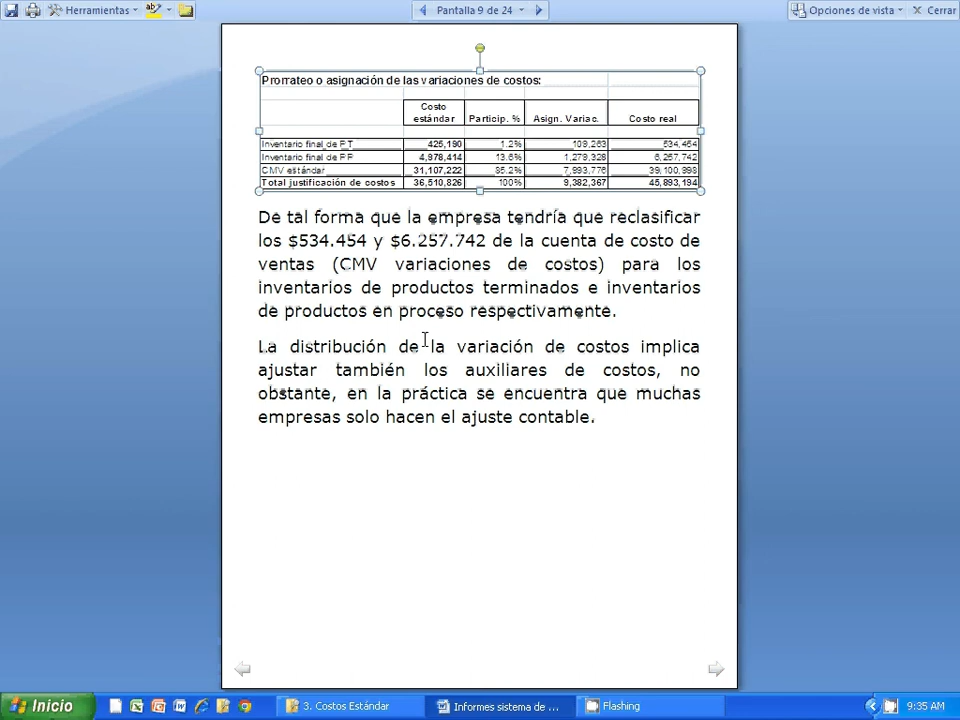 Herramientas
Pantalla 9 de 24
Opciones de vista
Cerrar
Prorrateo o asignación de las variaciones de costos:
Costo estándar Particip. % Asign. Variac. Costo real
Inventario final de PT 425,190 1.2% 109,263 534,454
Inventario final de PP 4,978,414 13.6% 1,279,328 6,257,742
CMV estándar 31,107,222 85.2% 7,993,776 39,100,998
Total justificación de costos 36,510,826 100% 9,382,367 45,893,194
De tal forma que la empresa tendría que reclasificar
los $534.454 y $6.257.742 de la cuenta de costo de
ventas (CMV variaciones de costos) para los
inventarios de productos terminados e inventarios
de productos en proceso respectivamente.
La distribución de la variación de costos implica
ajustar también los auxiliares de costos, no
obstante, en la práctica se encuentra que muchas
empresas solo hacen el ajuste contable.
Inicio
3. Costos Estándar
Informes sistema de ...
Flashing
9:35 AM